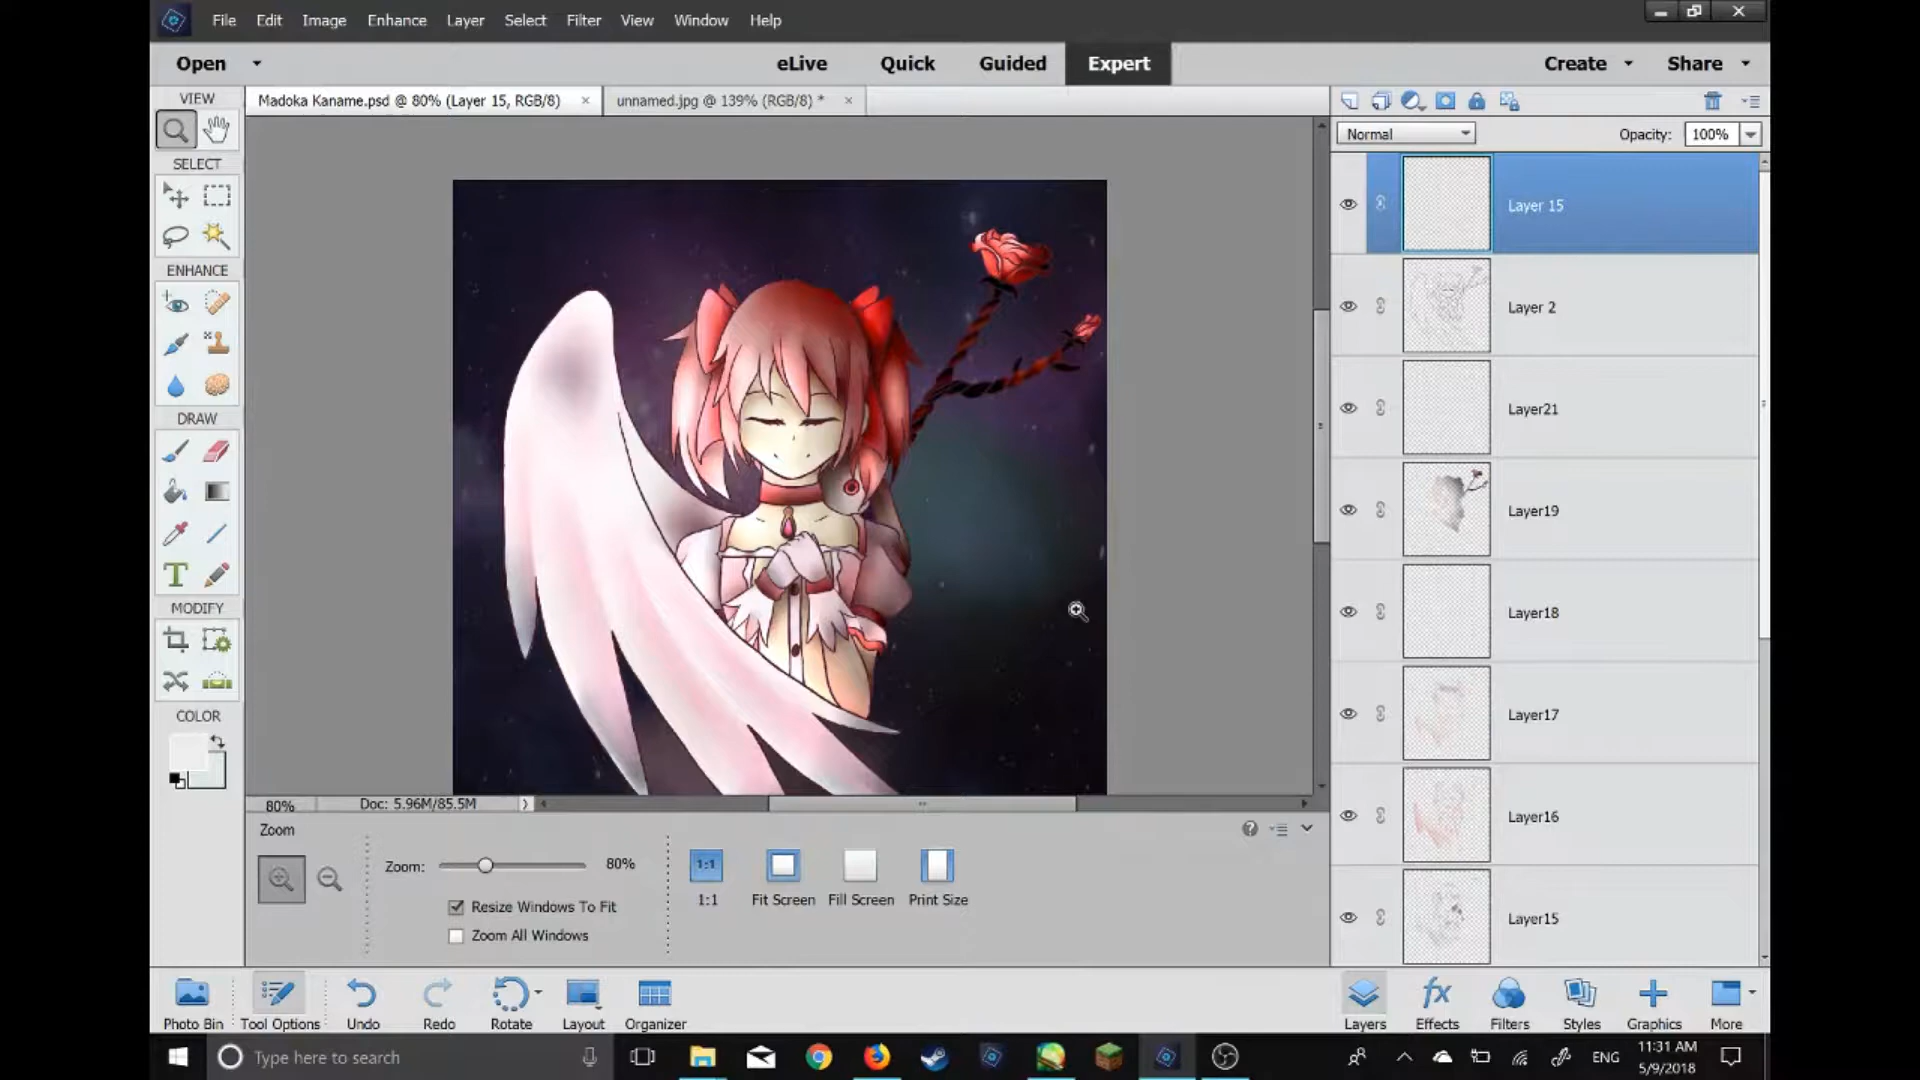 File Edit Image Enhance Layer Select Filter View Window Help
Open eLive Quick Guided Expert Create Share
VIEW
Madoka Kaname.psd @ 80% (Layer 15, RGB/8) × unnamed.jpg @ 139% (RGB/8) * ×
Normal Opacity: 100%
SELECT
Layer 15
ENHANCE
Layer 2
Layer21
DRAW
Layer19
T
MODIFY
Layer18
COLOR
Layer17
80% Doc: 5.96M/85.5M
Layer16
Zoom
Zoom: 80%
1:1
1:1 Fit Screen Fill Screen Print Size
Resize Windows To Fit
Layer15
Zoom All Windows
Photo Bin Tool Options Undo Redo Rotate Layout Organizer
fx
Layers Effects Filters Styles Graphics More
Type here to search
ENG
11:31 AM
5/9/2018